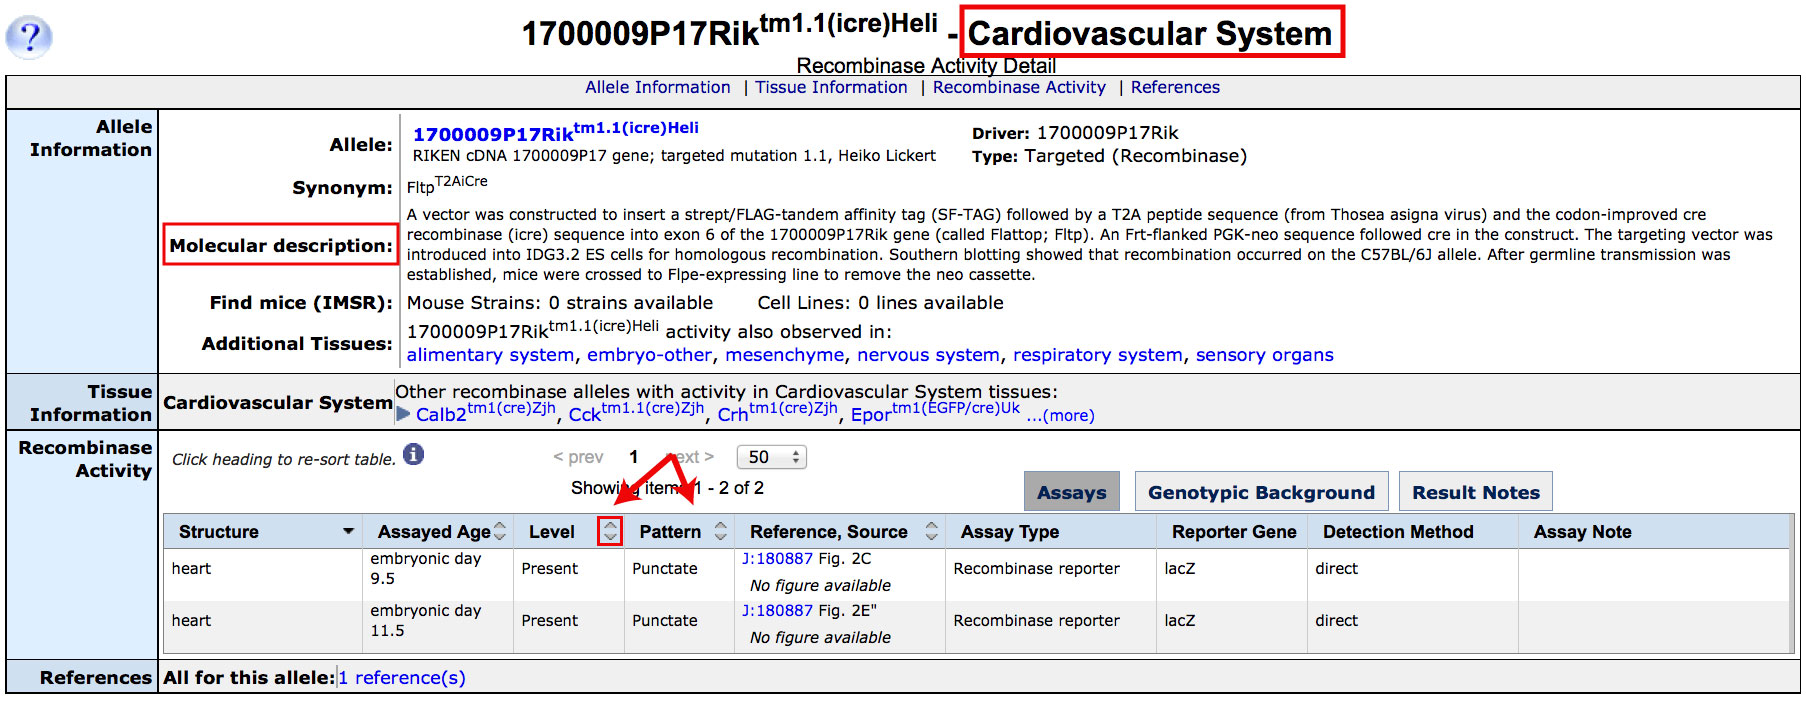 ?
1700009P17Rik^tm1.1(icre)Heli - Cardiovascular System
Recombinase Activity Detail
Allele Information | Tissue Information | Recombinase Activity | References
Allele Information
Allele: 1700009P17Rik^tm1.1(icre)Heli
RIKEN cDNA 1700009P17 gene; targeted mutation 1.1, Heiko Lickert
Driver: 1700009P17Rik
Type: Targeted (Recombinase)
Synonym: Fltp^T2AiCre
Molecular description:
A vector was constructed to insert a strept/FLAG-tandem affinity tag (SF-TAG) followed by a T2A peptide sequence (from Thosea asigna virus) and the codon-improved cre
recombinase (icre) sequence into exon 6 of the 1700009P17Rik gene (called Flattop; Fltp). An Frt-flanked PGK-neo sequence followed cre in the construct. The targeting vector was
introduced into IDG3.2 ES cells for homologous recombination. Southern blotting showed that recombination occurred on the C57BL/6J allele. After germline transmission was
established, mice were crossed to Flpe-expressing line to remove the neo cassette.
Find mice (IMSR): Mouse Strains: 0 strains available Cell Lines: 0 lines available
Additional Tissues: 1700009P17Rik^tm1.1(icre)Heli activity also observed in:
alimentary system, embryo-other, mesenchyme, nervous system, respiratory system, sensory organs
Tissue Information
Cardiovascular System
Other recombinase alleles with activity in Cardiovascular System tissues:
Calb2^tm1(cre)Zjh, Cck^tm1.1(cre)Zjh, Crh^tm1(cre)Zjh, Epor^tm1(EGFP/cre)Uk ...(more)
Recombinase Activity
Click heading to re-sort table. i
< prev 1 next > 50
Showing items 1 - 2 of 2
Assays Genotypic Background Result Notes
Structure Assayed Age Level Pattern Reference, Source Assay Type Reporter Gene Detection Method Assay Note
heart embryonic day 9.5 Present Punctate J:180887 Fig. 2C Recombinase reporter lacZ direct
No figure available
heart embryonic day 11.5 Present Punctate J:180887 Fig. 2E" Recombinase reporter lacZ direct
No figure available
References All for this allele: 1 reference(s)